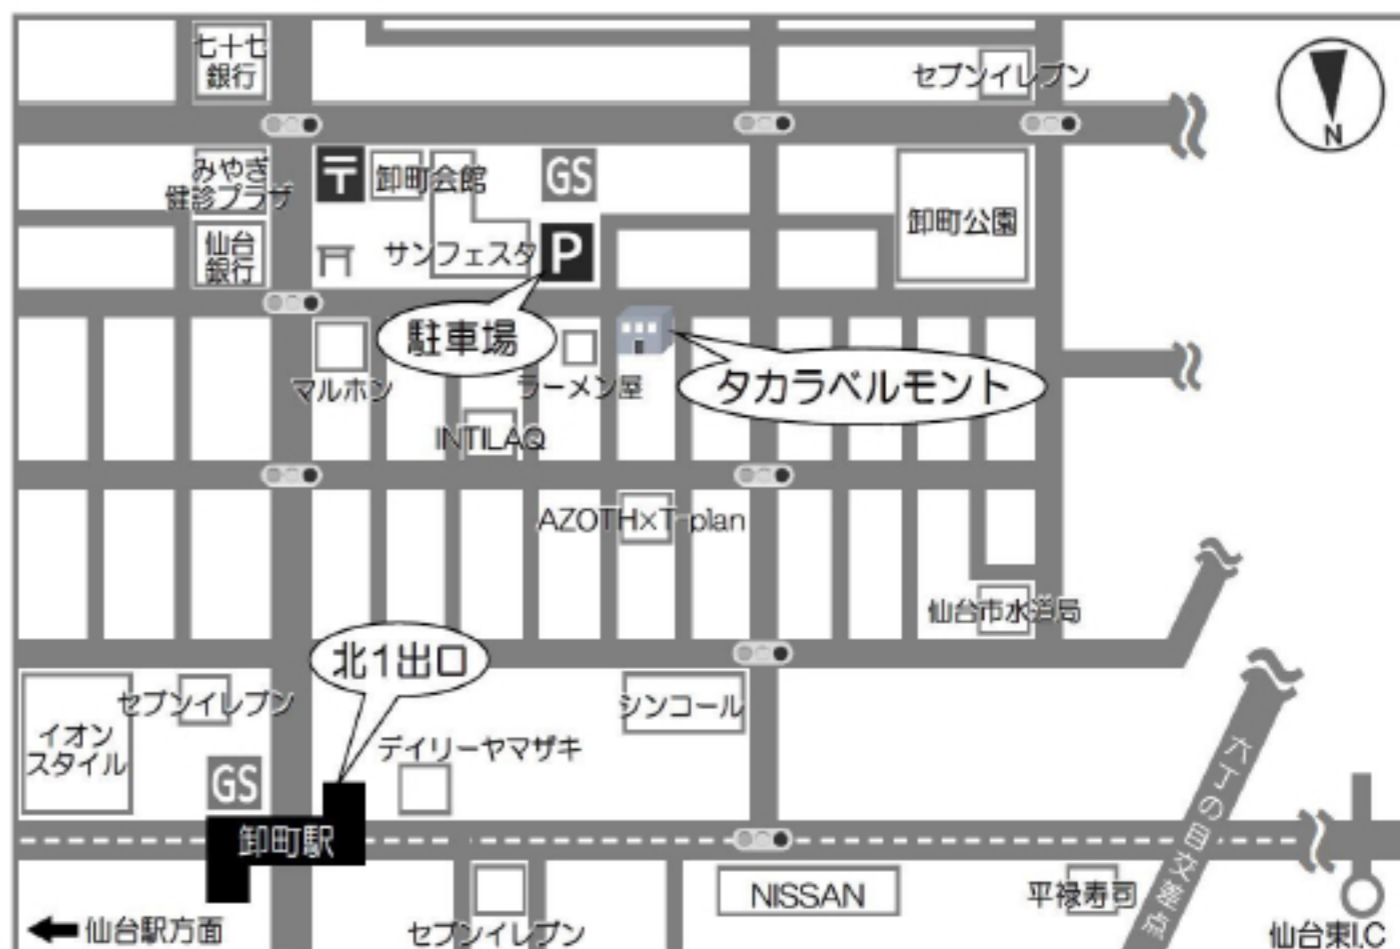 七十七
銀行
セブンイレブン
N
みやぎ
健診プラザ
〒
卸町会館
GS
卸町公園
仙台
銀行
サンフェスタ
P
駐車場
マルホン
ラーメン屋
タカラベルモント
INTILAQ
AZOTH×T-plan
仙台市水道局
北1出口
セブンイレブン
シンコール
イオン
スタイル
デイリーヤマザキ
GS
六丁の目交差点
卸町駅
NISSAN
平禄寿司
仙台駅方面
セブンイレブン
仙台東I.C